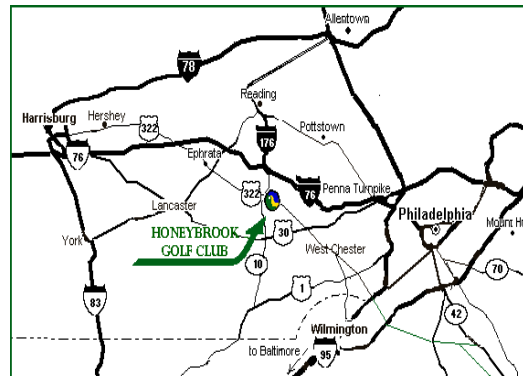 Allentown
78
Harrisburg
Hershey
322
Reading
Pottstown
176
76
Ephrata
322
76
Penna Turnpike
Lancaster
Philadelphia
HONEYBROOK
GOLF CLUB
30
York
West Chester
10
70
83
1
42
Wilmington
to Baltimore
95